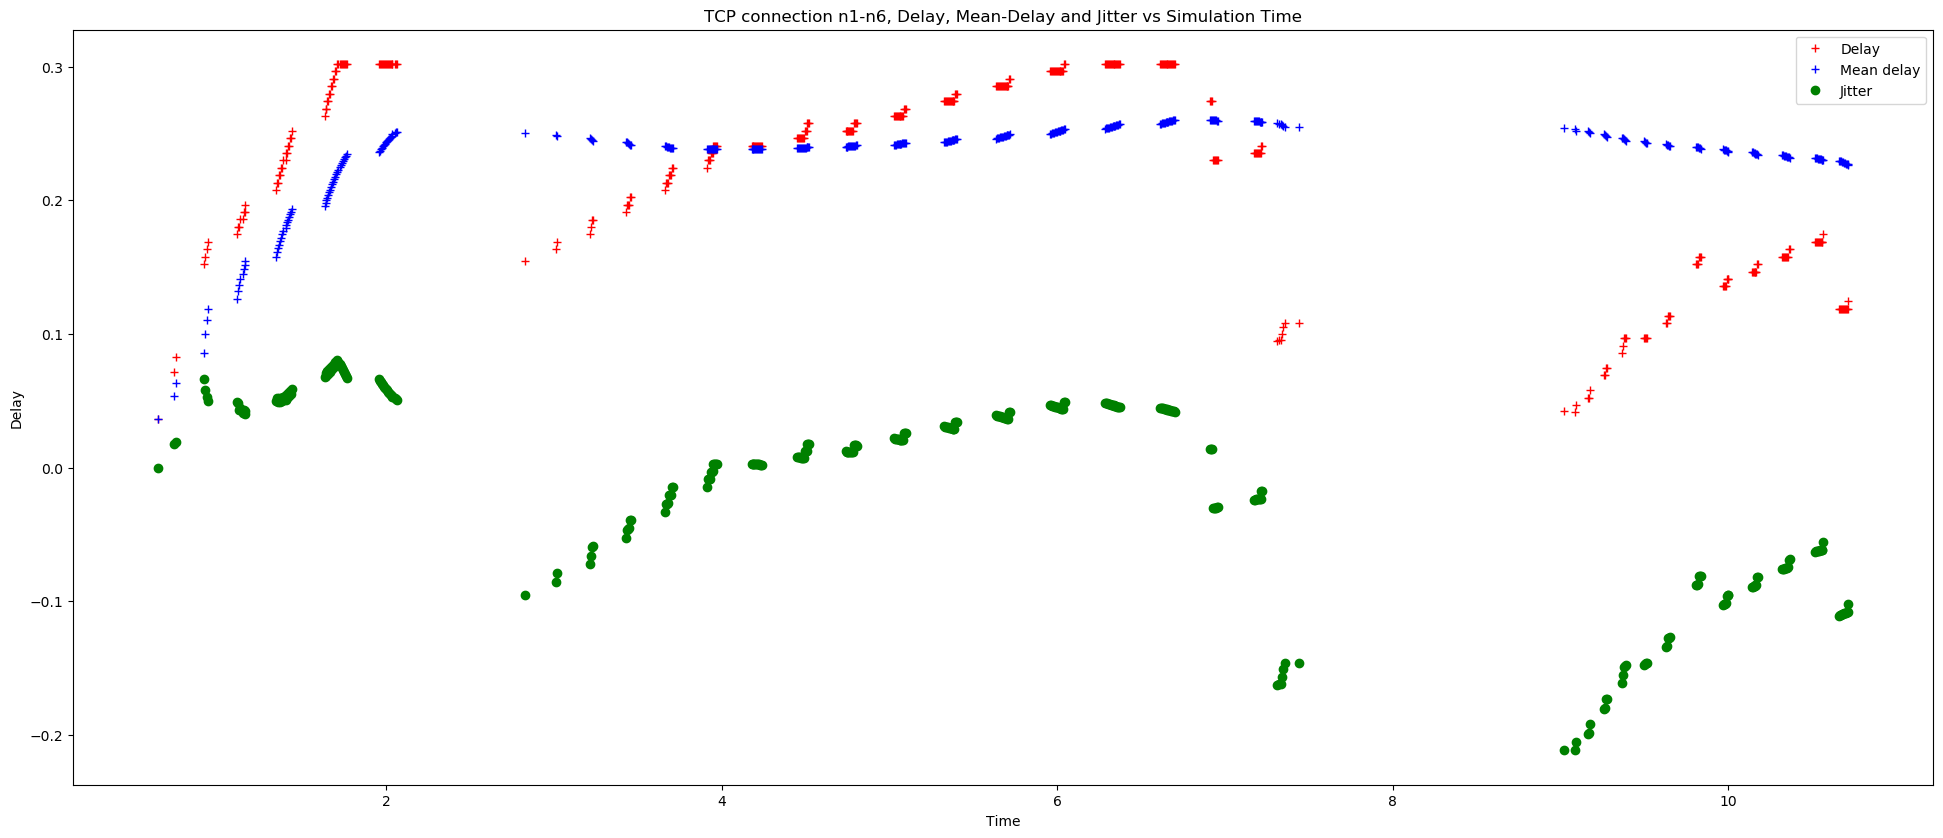 TCP connection n1-n6, Delay, Mean-Delay and Jitter vs Simulation Time
Delay
Mean delay
Jitter
0.3
0.2
0.1
0.0
−0.1
−0.2
Delay
2
4
6
8
10
Time